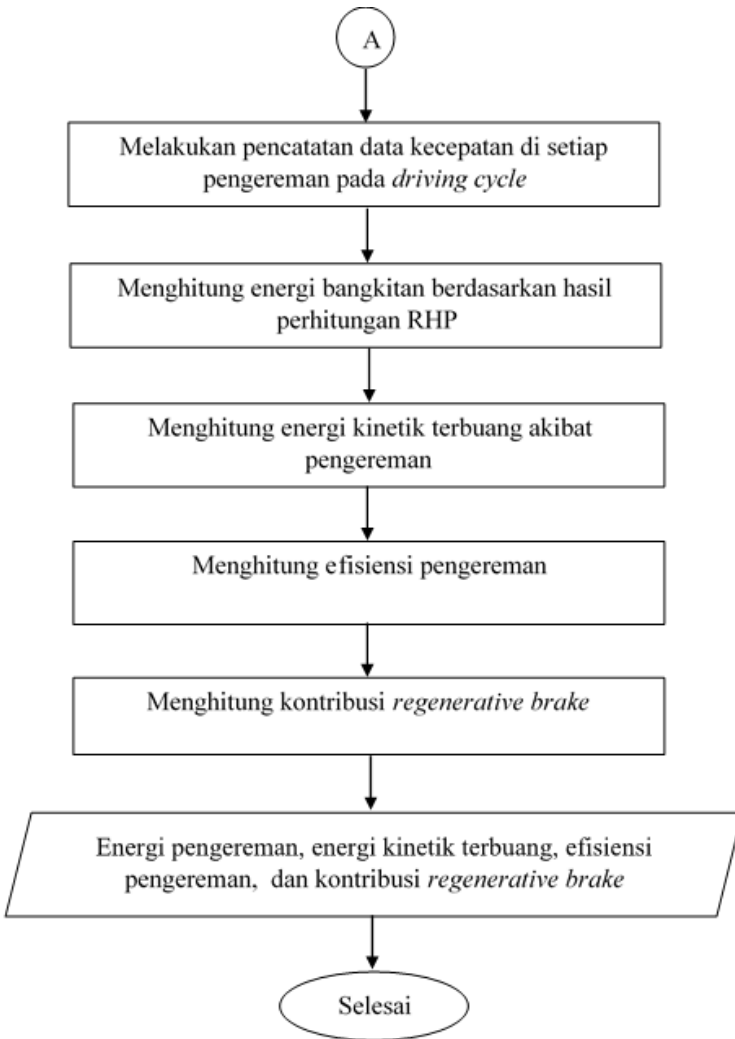 A
Melakukan pencatatan data kecepatan di setiap
pengereman pada driving cycle
Menghitung energi bangkitan berdasarkan hasil
perhitungan RHP
Menghitung energi kinetik terbuang akibat
pengereman
Menghitung efisiensi pengereman
Menghitung kontribusi regenerative brake
Energi pengereman, energi kinetik terbuang, efisiensi
pengereman, dan kontribusi regenerative brake
Selesai